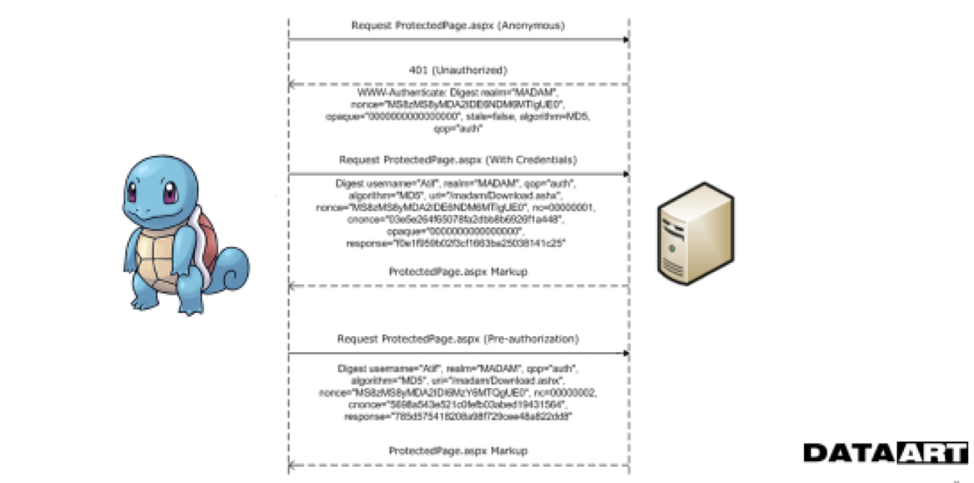 Request ProtectedPage.aspx (Anonymous)
401 (Unauthorized)
WWW-Authenticate: Digest realm="MADAM",
nonce="MS8zMS8yMDA2IDE6NDM6MTIgUE0",
opaque="0000000000000000", stale=false, algorithm=MD5,
qop="auth"
Request ProtectedPage.aspx (With Credentials)
Digest username="Atif", realm="MADAM", qop="auth",
algorithm="MD5", uri="/madam/Download.ashx",
nonce="MS8zMS8yMDA2IDE6NDM6MTIgUE0", nc=00000001,
cnonce="03e5e264f65078fa2dbb8b6926f1a448",
opaque="0000000000000000",
response="f0e1f959b02f3cf1663ba25038141c25"
ProtectedPage.aspx Markup
Request ProtectedPage.aspx (Pre-authorization)
Digest username="Atif", realm="MADAM", qop="auth",
algorithm="MD5", uri="/madam/Download.ashx",
nonce="MS8zMS8yMDA2IDI6MzY6MTQgUE0", nc=00000002,
cnonce="5698a543e521c0fefb03abed19431564",
response="785d575418208a98f729cee48a822dd8"
ProtectedPage.aspx Markup
DATAART